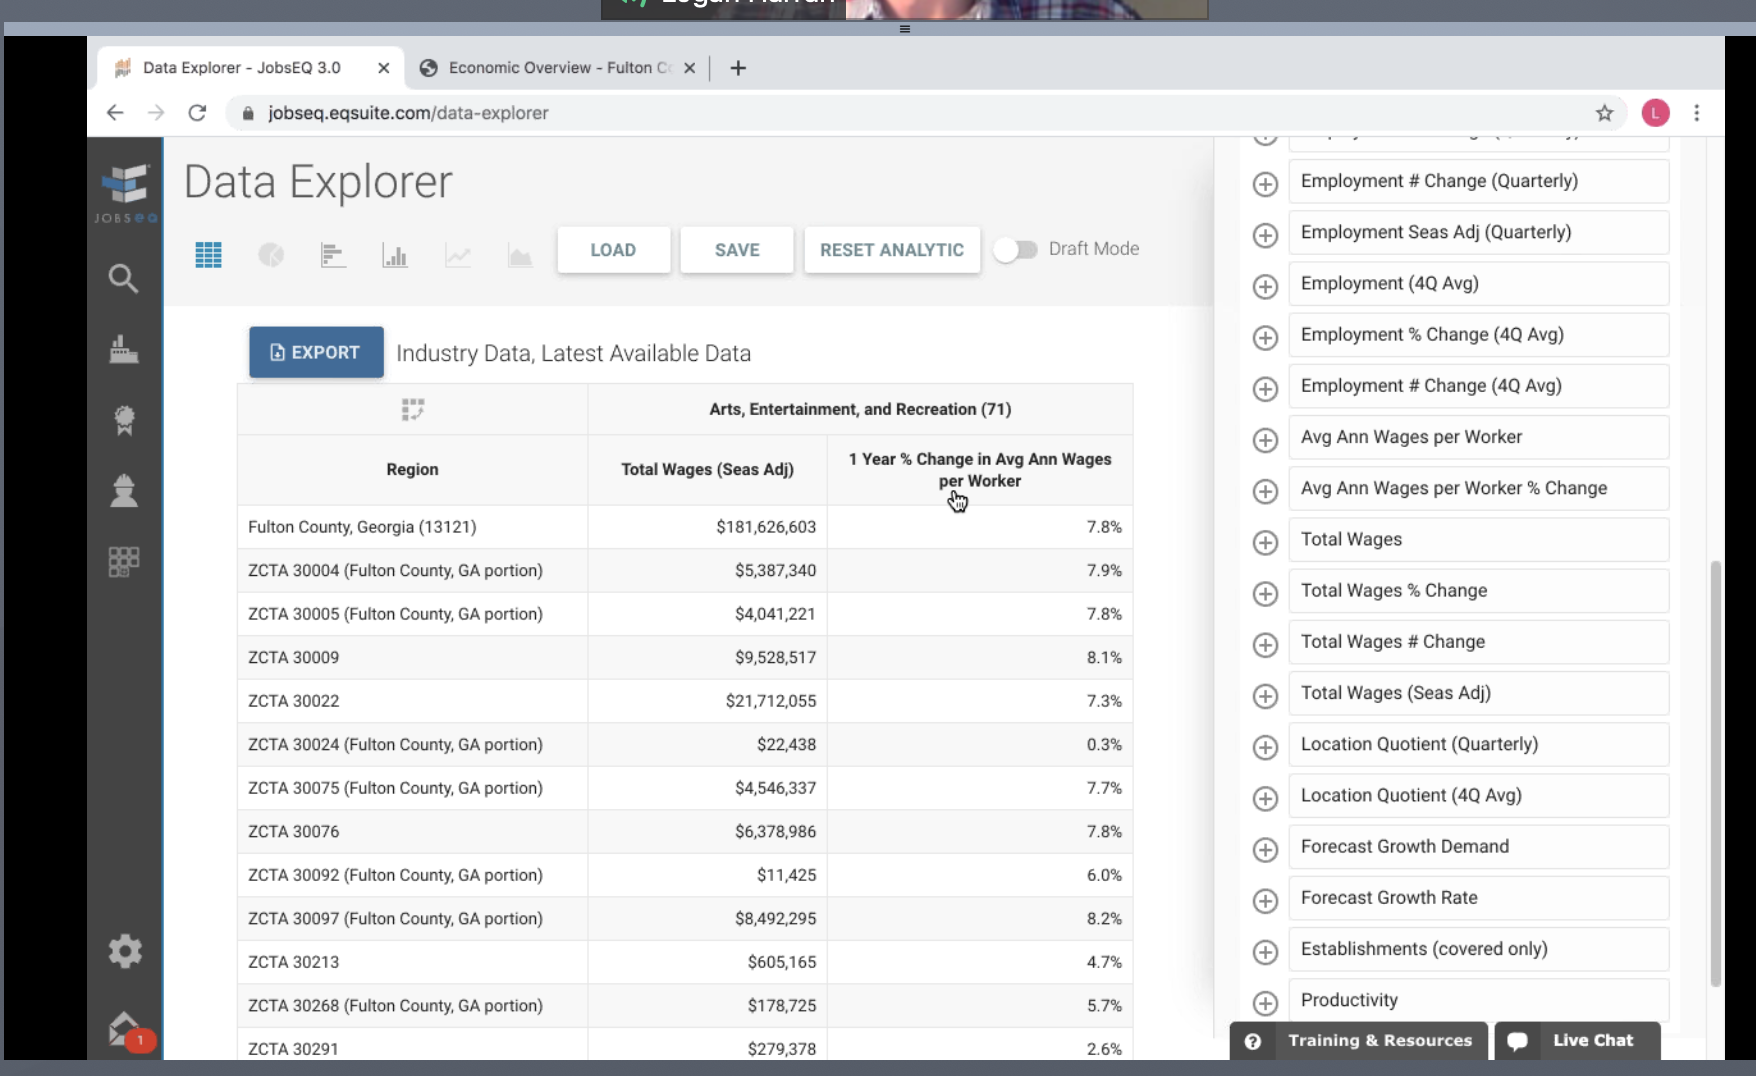 Data Explorer - JobsEQ 3.0
Economic Overview - Fulton
jobseq.eqsuite.com/data-explorer
L
JOBSEQ
Data Explorer
LOAD
SAVE
RESET ANALYTIC
Draft Mode
EXPORT
Industry Data, Latest Available Data
Arts, Entertainment, and Recreation (71)
Region
Total Wages (Seas Adj)
1 Year % Change in Avg Ann Wages
per Worker
Fulton County, Georgia (13121) $181,626,603 7.8%
ZCTA 30004 (Fulton County, GA portion) $5,387,340 7.9%
ZCTA 30005 (Fulton County, GA portion) $4,041,221 7.8%
ZCTA 30009 $9,528,517 8.1%
ZCTA 30022 $21,712,055 7.3%
ZCTA 30024 (Fulton County, GA portion) $22,438 0.3%
ZCTA 30075 (Fulton County, GA portion) $4,546,337 7.7%
ZCTA 30076 $6,378,986 7.8%
ZCTA 30092 (Fulton County, GA portion) $11,425 6.0%
ZCTA 30097 (Fulton County, GA portion) $8,492,295 8.2%
ZCTA 30213 $605,165 4.7%
ZCTA 30268 (Fulton County, GA portion) $178,725 5.7%
ZCTA 30291 $279,378 2.6%
Employment # Change (Quarterly)
Employment Seas Adj (Quarterly)
Employment (4Q Avg)
Employment % Change (4Q Avg)
Employment # Change (4Q Avg)
Avg Ann Wages per Worker
Avg Ann Wages per Worker % Change
Total Wages
Total Wages % Change
Total Wages # Change
Total Wages (Seas Adj)
Location Quotient (Quarterly)
Location Quotient (4Q Avg)
Forecast Growth Demand
Forecast Growth Rate
Establishments (covered only)
Productivity
1
Training & Resources
Live Chat